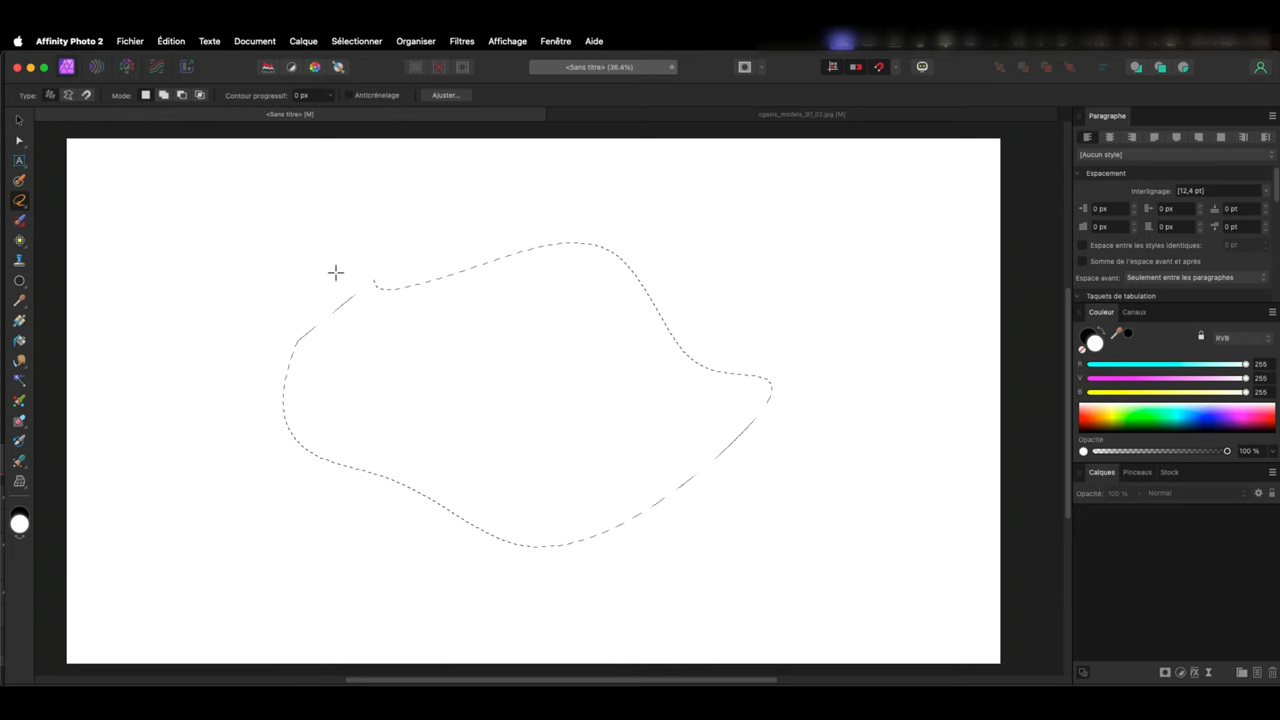 Affinity Photo 2 Fichier Édition Texte Document Calque Sélectionner Organiser Filtres Affichage Fenêtre Aide
<Sans titre> (36.4%)
Type: Mode: Contour progressif: 0 px Anticrénelage Ajuster...
<Sans titre> [M] cgaxis_models_97_02.jpg [M]
Paragraphe
[Aucun style]
Espacement
Interlignage: [12,4 pt]
0 px 0 px 0 pt
0 px 0 px 0 pt
Espace entre les styles identiques: 0 pt
Somme de l'espace avant et après
Espace avant: Seulement entre les paragraphes
Taquets de tabulation
Couleur Canaux
RVB
R 255
V 255
B 255
Opacité
100 %
Calques Pinceaux Stock
Opacité: 100 % Normal